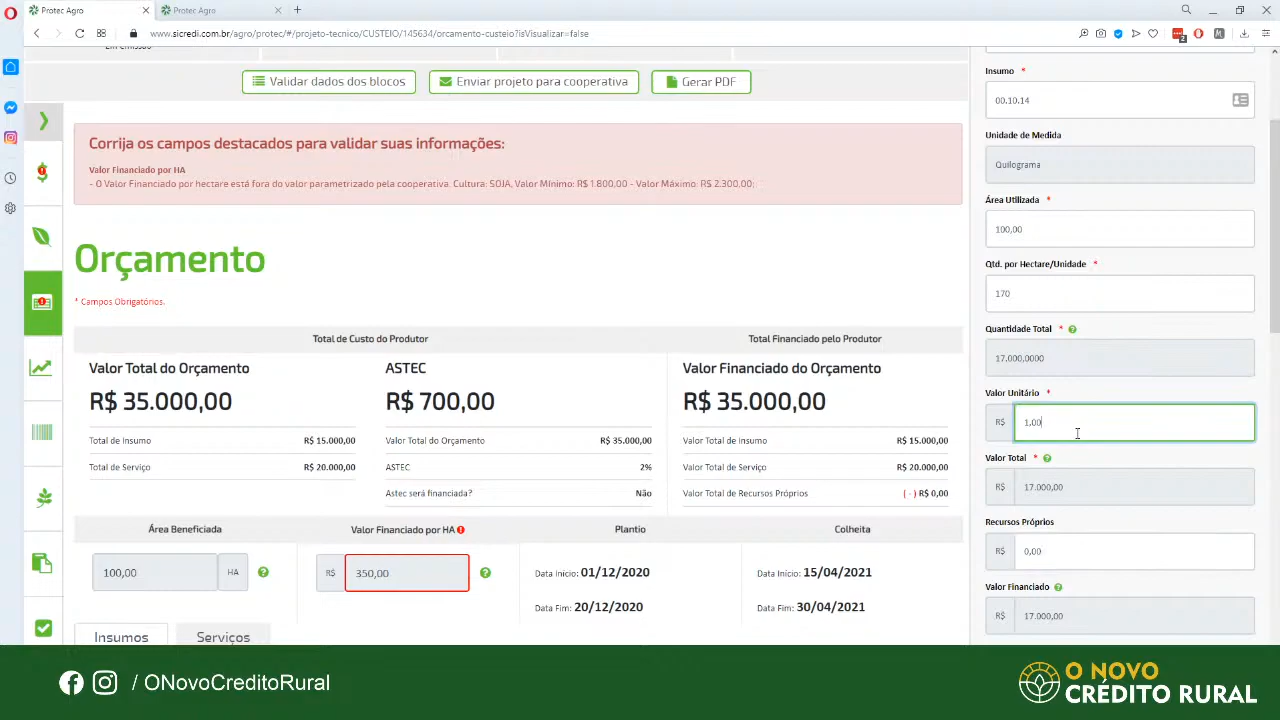 Protec Agro
Protec Agro
www.sicredi.com.br/agro/protec/#/projeto-tecnico/CUSTEIO/145634/orcamento-custeio?isVisualizar=false
Em emissão
Validar dados dos blocos
Enviar projeto para cooperativa
Gerar PDF
Corrija os campos destacados para validar suas informações:
Valor Financiado por HA
- O Valor Financiado por hectare está fora do valor parametrizado pela cooperativa. Cultura: SOJA, Valor Mínimo: R$ 1.800,00 - Valor Máximo: R$ 2.300,00;
Orçamento
* Campos Obrigatórios.
Total de Custo do Produtor
Total Financiado pelo Produtor
Valor Total do Orçamento
ASTEC
Valor Financiado do Orçamento
R$ 35.000,00
R$ 700,00
R$ 35.000,00
Total de Insumo R$ 15.000,00
Valor Total do Orçamento R$ 35.000,00
Valor Total de Insumo R$ 15.000,00
Total de Serviço R$ 20.000,00
ASTEC 2%
Valor Total de Serviço R$ 20.000,00
Astec será financiada? Não
Valor Total de Recursos Próprios ( - ) R$ 0,00
Área Beneficiada
Valor Financiado por HA
Plantio
Colheita
100,00 HA
R$ 350,00
Data Início: 01/12/2020
Data Início: 15/04/2021
Data Fim: 20/12/2020
Data Fim: 30/04/2021
Insumos
Serviços
Insumo *
00.10.14
Unidade de Medida
Quilograma
Área Utilizada *
100,00
Qtd. por Hectare/Unidade *
170
Quantidade Total *
17.000,0000
Valor Unitário *
R$ 1,00
Valor Total *
R$ 17.000,00
Recursos Próprios
R$ 0,00
Valor Financiado
R$ 17.000,00
/ ONovoCreditoRural
O NOVO
CRÉDITO RURAL